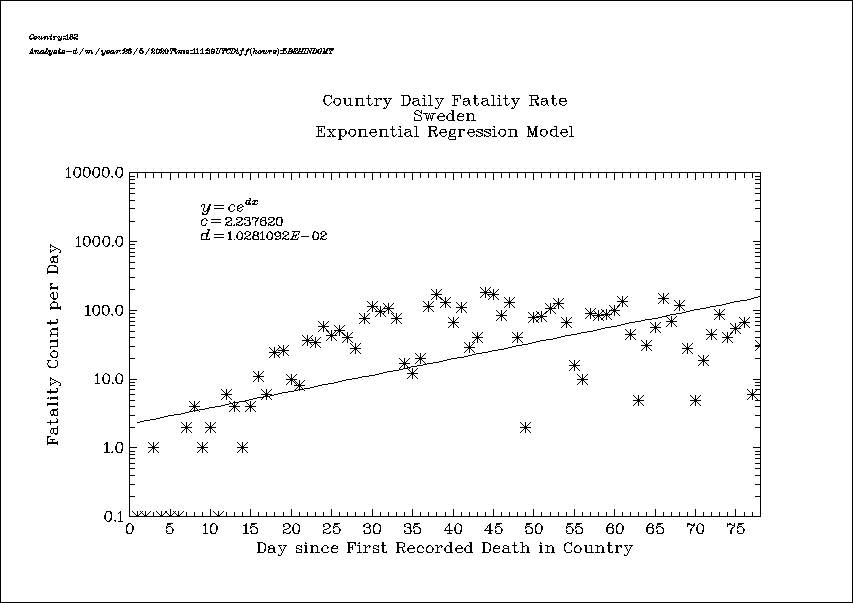 Country Daily Fatality Rate
Sweden
Exponential Regression Model
y=ce^dx
c=2.237620
d=1.0281092E-02
10000.0
1000.0
100.0
10.0
1.0
0.1
Fatality Count per Day
0 5 10 15 20 25 30 35 40 45 50 55 60 65 70 75
Day since First Recorded Death in Country